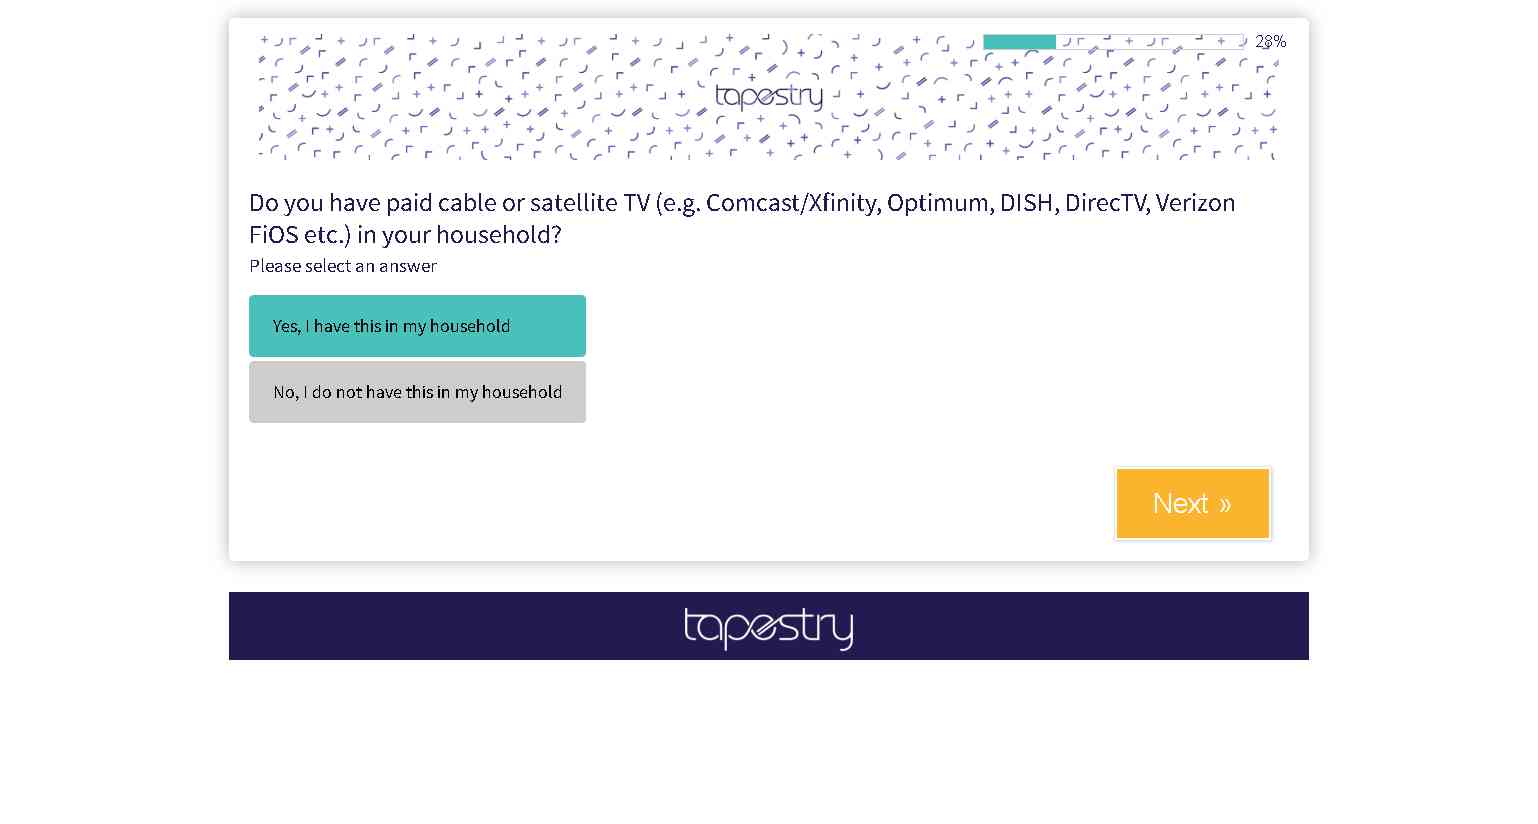 28%
tapestry
Do you have paid cable or satellite TV (e.g. Comcast/Xfinity, Optimum, DISH, DirecTV, Verizon
FiOS etc.) in your household?
Please select an answer
Yes, I have this in my household
No, I do not have this in my household
Next »
tapestry